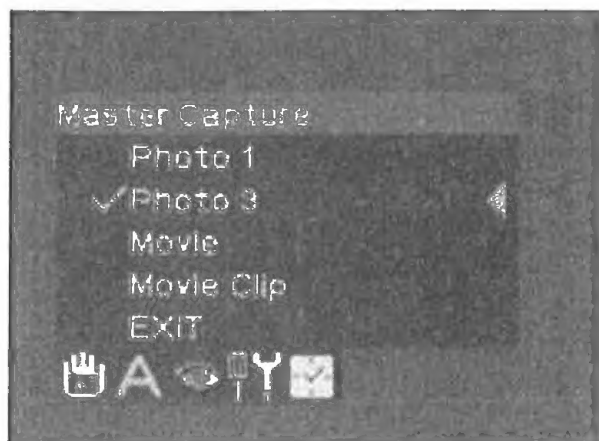 Master Capture
Photo 1
Photo 3
Movie
Movie Clip
EXIT
A